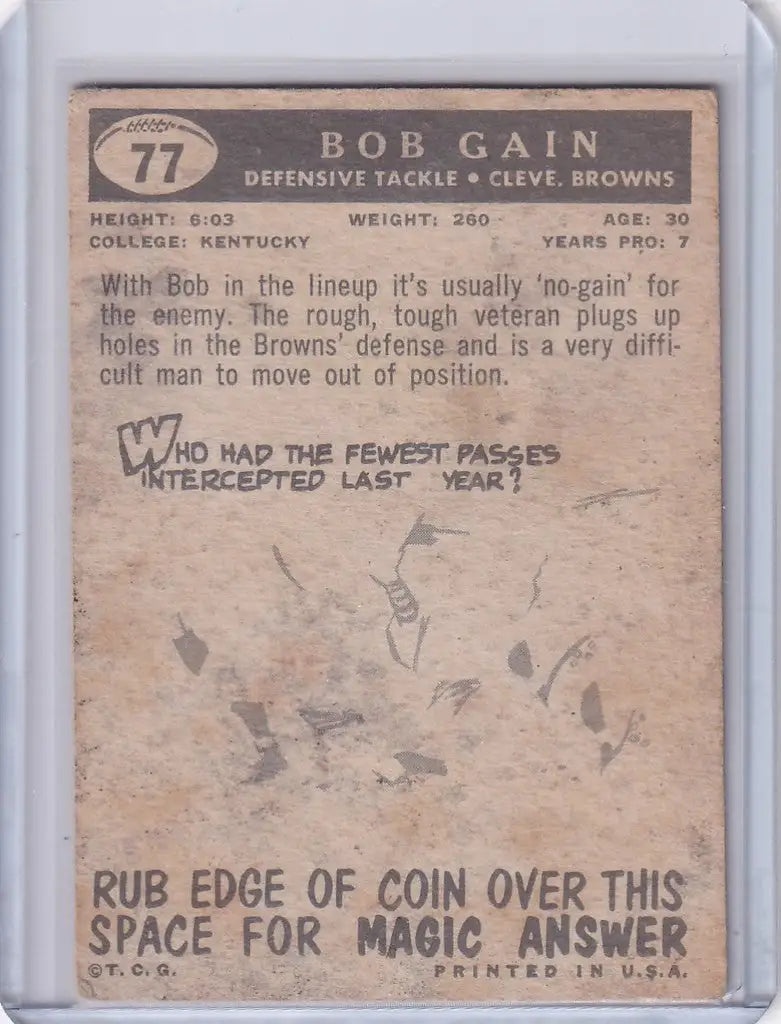 77
BOB GAIN
DEFENSIVE TACKLE • CLEVE. BROWNS
HEIGHT: 6:03 WEIGHT: 260 AGE: 30
COLLEGE: KENTUCKY YEARS PRO: 7
With Bob in the lineup it's usually 'no-gain' for
the enemy. The rough, tough veteran plugs up
holes in the Browns' defense and is a very diffi-
cult man to move out of position.
WHO HAD THE FEWEST PASSES
INTERCEPTED LAST YEAR?
RUB EDGE OF COIN OVER THIS
SPACE FOR MAGIC ANSWER
©T.C.G. PRINTED IN U.S.A.